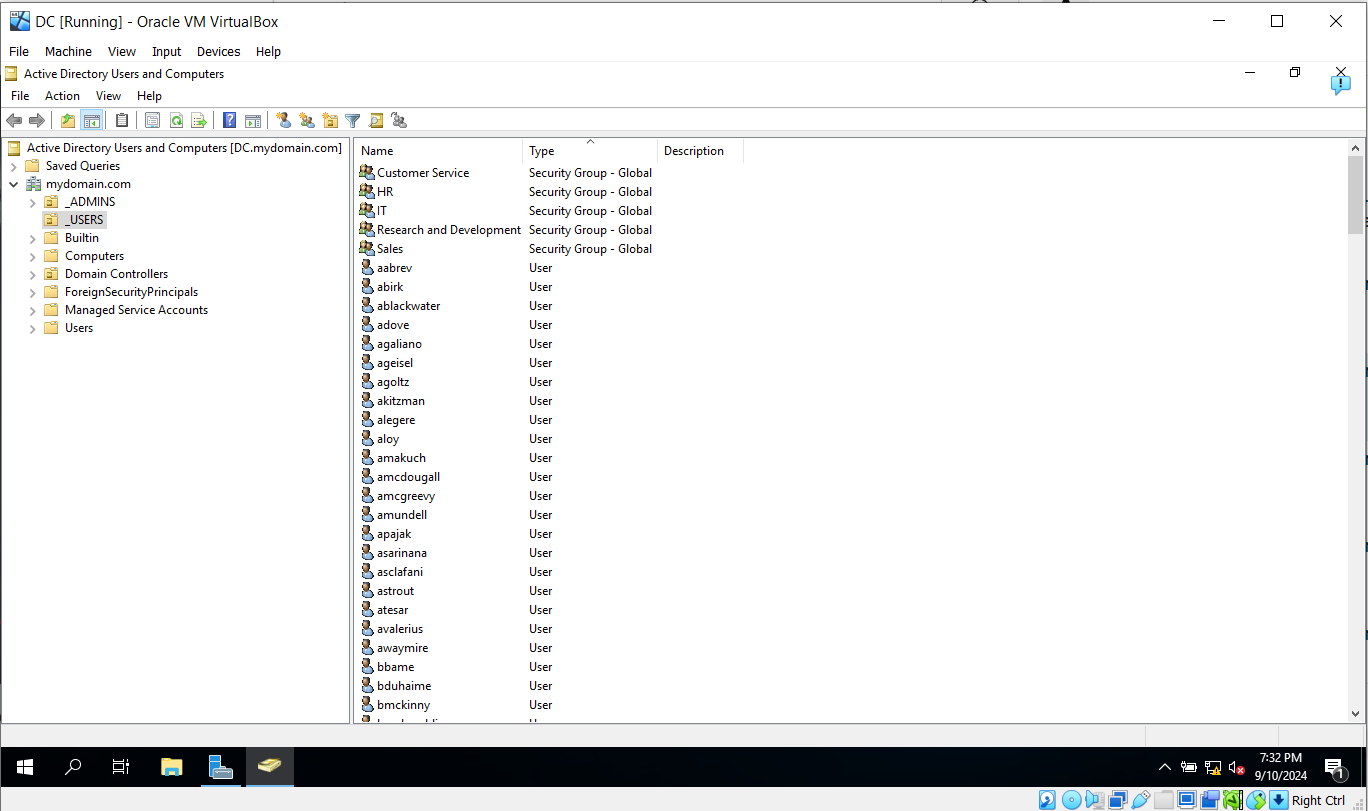 DC [Running] - Oracle VM VirtualBox
File Machine View Input Devices Help
Active Directory Users and Computers
File Action View Help
Active Directory Users and Computers [DC.mydomain.com]
Saved Queries
mydomain.com
_ADMINS
_USERS
Builtin
Computers
Domain Controllers
ForeignSecurityPrincipals
Managed Service Accounts
Users
Name Type Description
Customer Service Security Group - Global
HR Security Group - Global
IT Security Group - Global
Research and Development Security Group - Global
Sales Security Group - Global
aabrev User
abirk User
ablackwater User
adove User
agaliano User
ageisel User
agoltz User
akitzman User
alegere User
aloy User
amakuch User
amcdougall User
amcgreevy User
amundell User
apajak User
asarinana User
asclafani User
astrout User
atesar User
avalerius User
awaymire User
bbame User
bduhaime User
bmckinny User
7:32 PM
9/10/2024
1
Right Ctrl